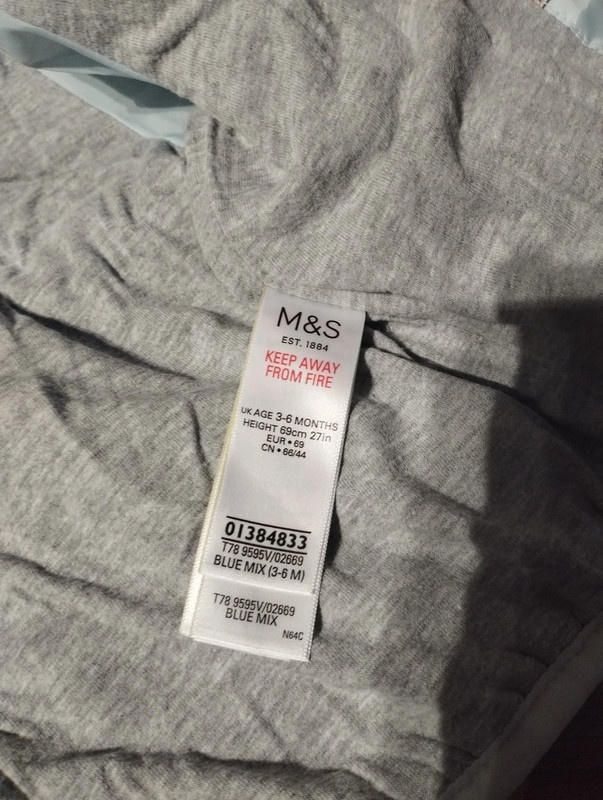 M&S
EST. 1884
KEEP AWAY
FROM FIRE
UK AGE 3-6 MONTHS
HEIGHT 69cm 27in
EUR • 69
CN • 66/44
01384833
T78 9595V/02669
BLUE MIX (3-6 M)
T78 9595V/02669
BLUE MIX
N64C